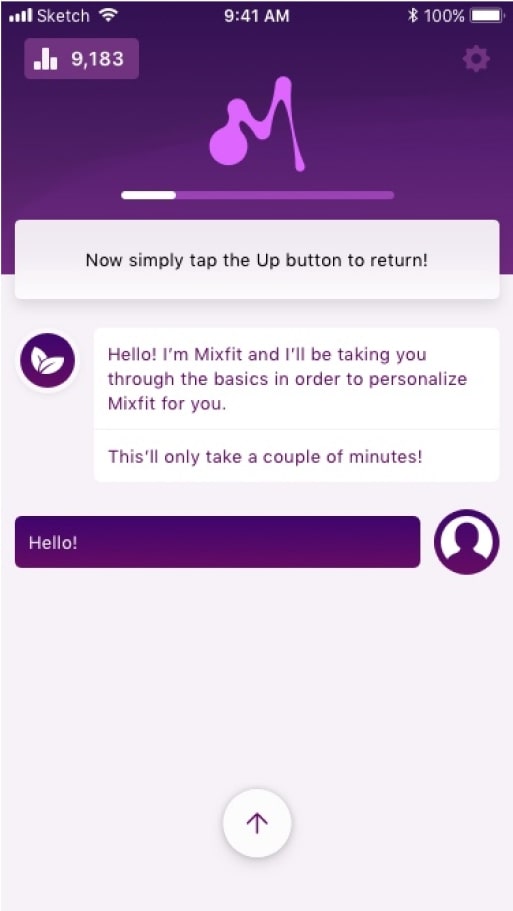 Sketch 9:41 AM 100%
9,183
Now simply tap the Up button to return!
Hello! I’m Mixfit and I’ll be taking you
through the basics in order to personalize
Mixfit for you.
This’ll only take a couple of minutes!
Hello!